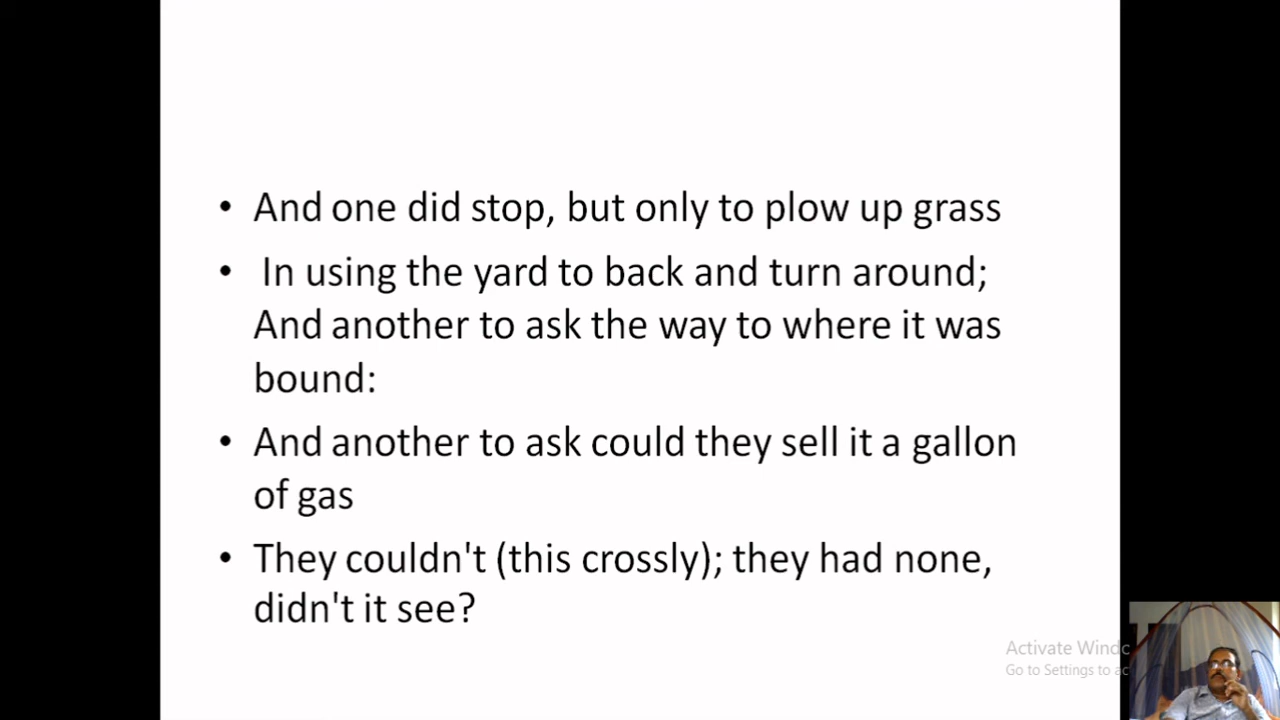 • And one did stop, but only to plow up grass
• In using the yard to back and turn around;
And another to ask the way to where it was
bound:
• And another to ask could they sell it a gallon
of gas
• They couldn't (this crossly); they had none,
didn't it see?
Activate Windc
Go to Settings to ac